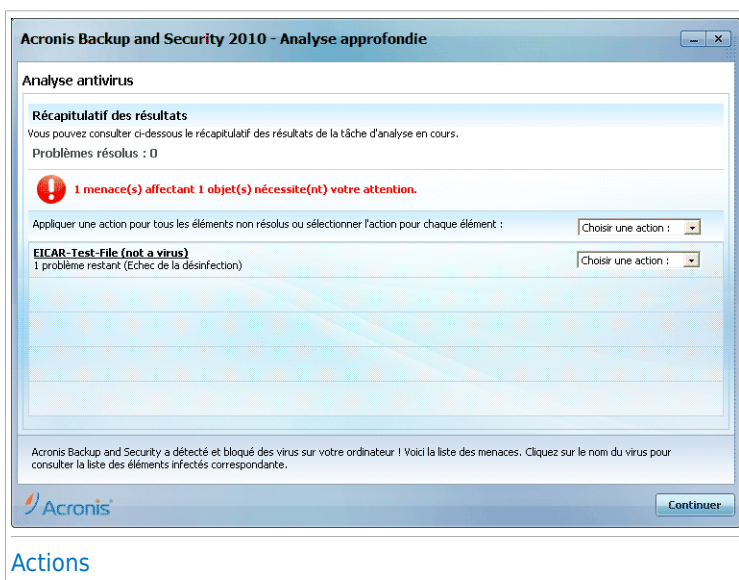 Acronis Backup and Security 2010 - Analyse approfondie
Analyse antivirus
Récapitulatif des résultats
Vous pouvez consulter ci-dessous le récapitulatif des résultats de la tâche d'analyse en cours.
Problèmes résolus : 0
1 menace(s) affectant 1 objet(s) nécessite(nt) votre attention.
Appliquer une action pour tous les éléments non résolus ou sélectionner l'action pour chaque élément :
Choisir une action :
EICAR-Test-File (not a virus)
1 problème restant (Echec de la désinfection)
Choisir une action :
Acronis Backup and Security a détecté et bloqué des virus sur votre ordinateur ! Voici la liste des menaces. Cliquez sur le nom du virus pour
consulter la liste des éléments infectés correspondante.
Acronis
Continuer
Actions